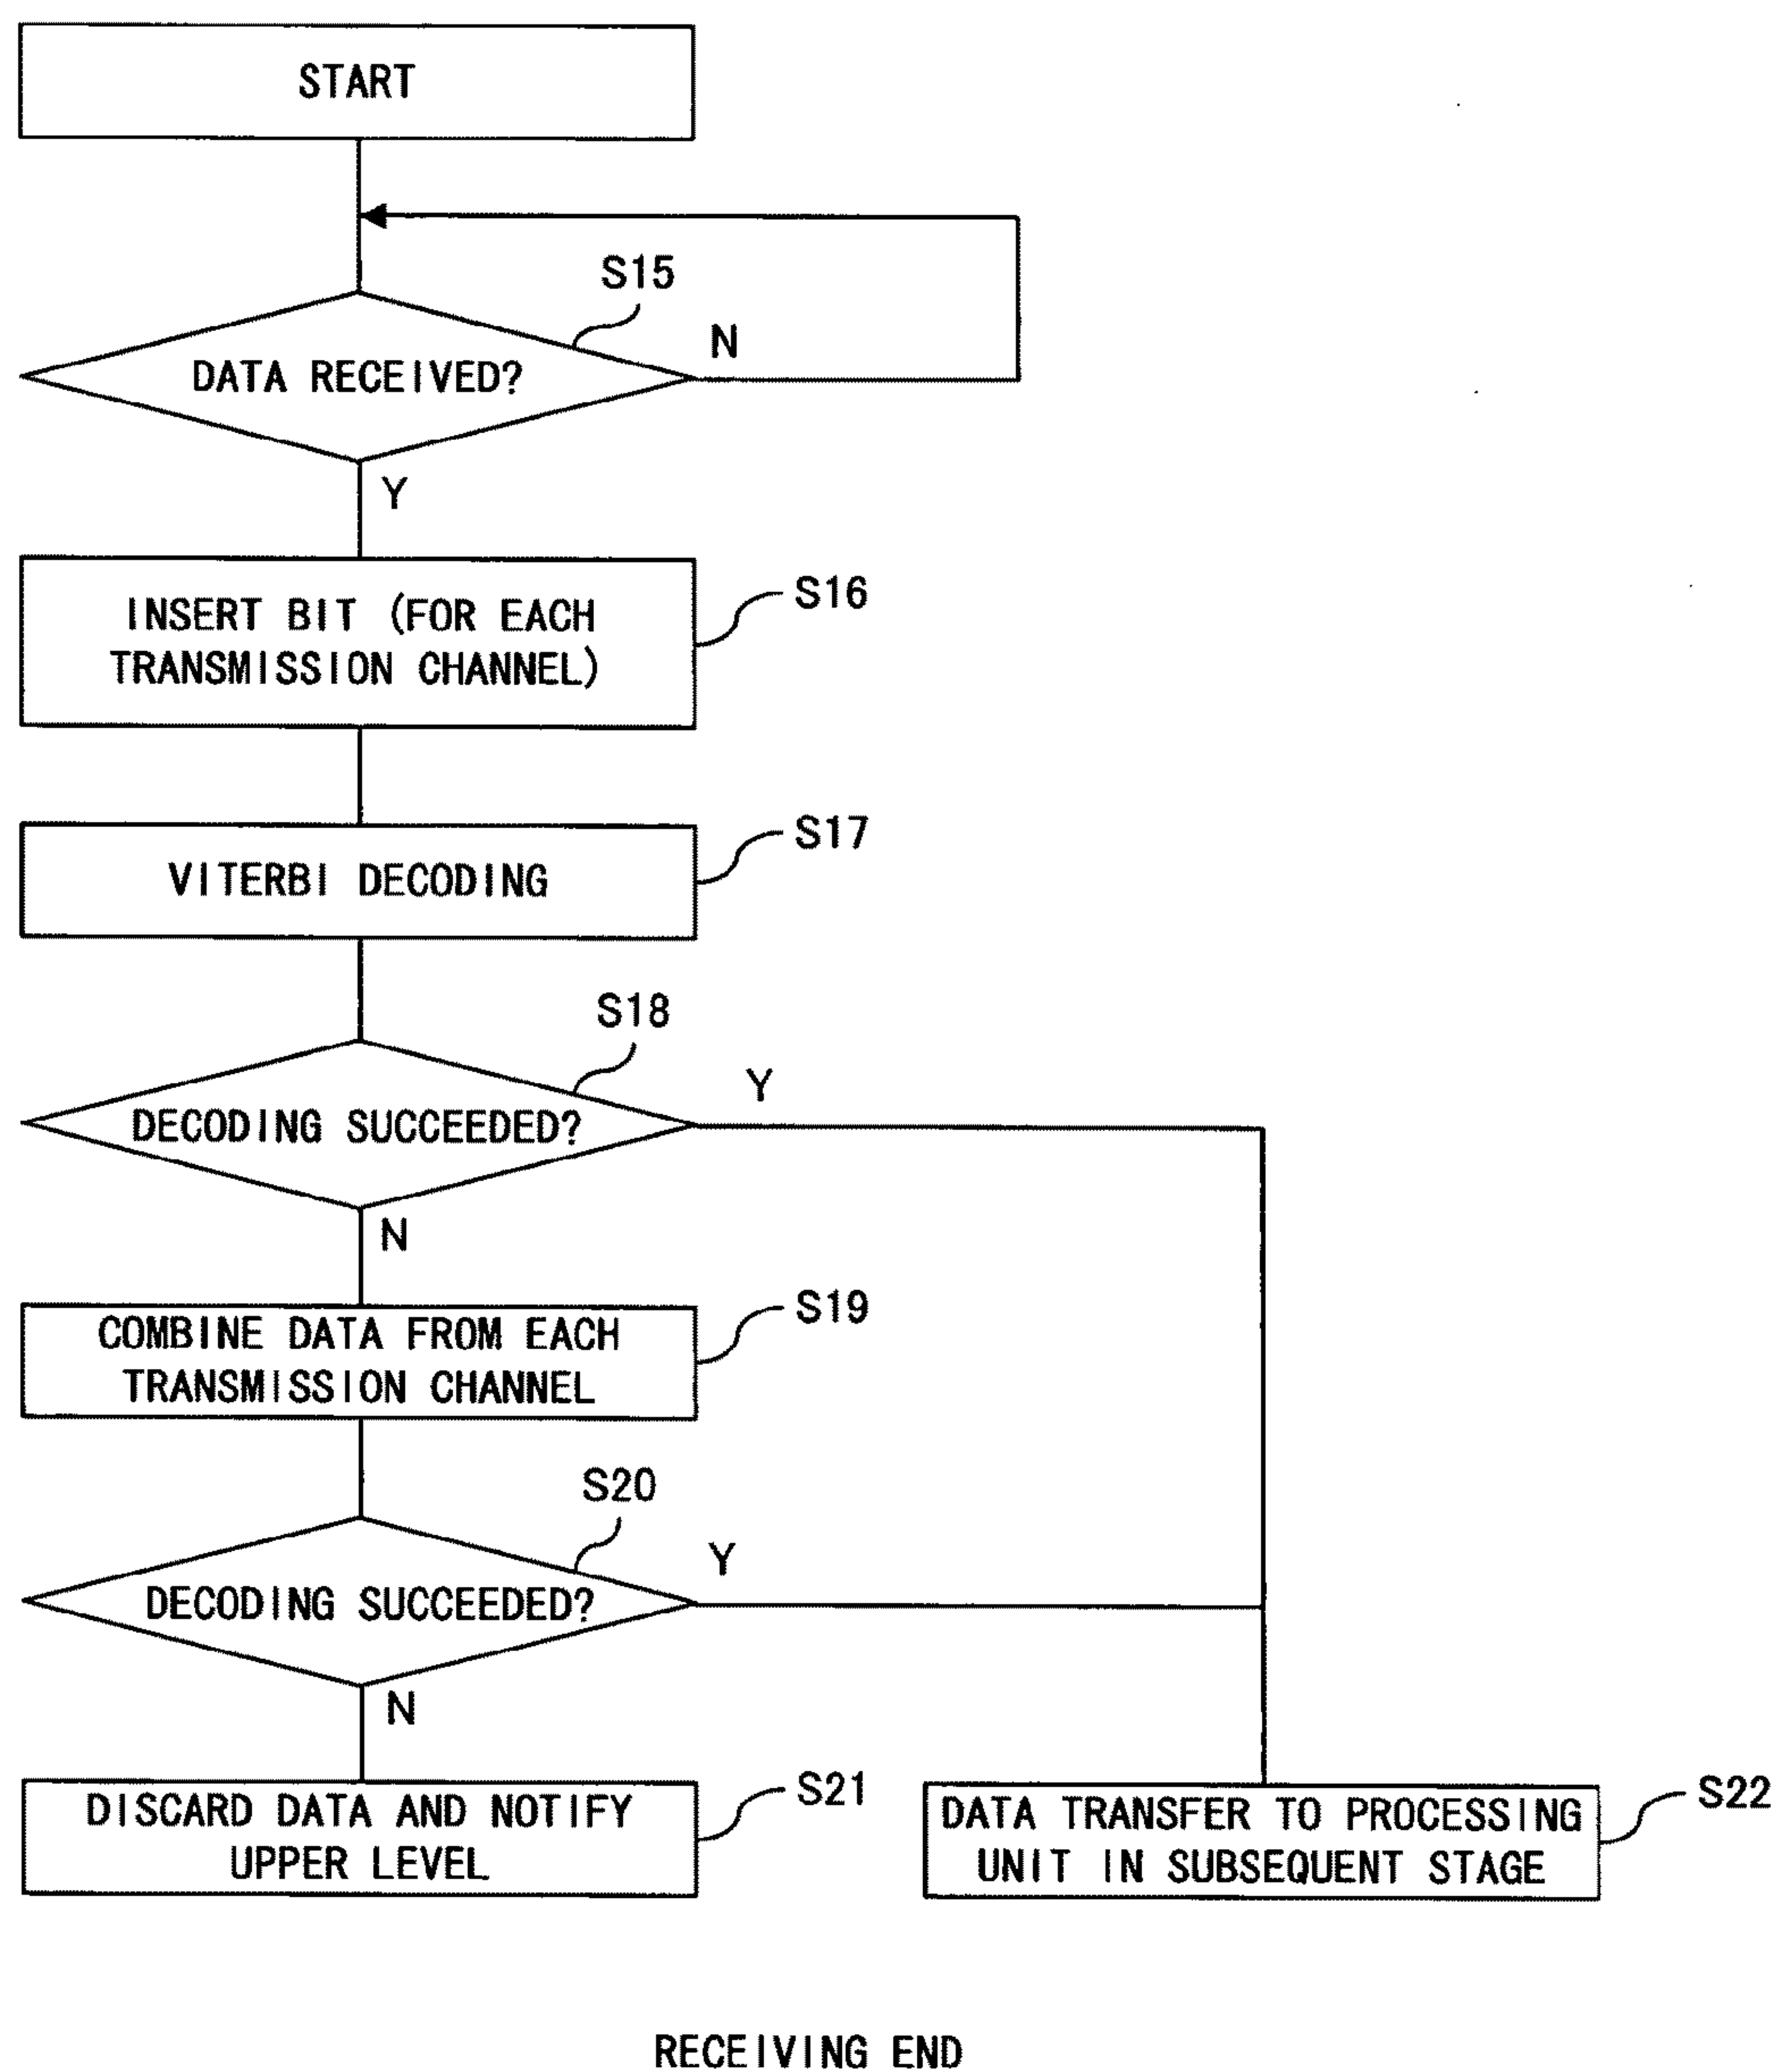 START
S15
N
DATA RECEIVED?
Y
S16
INSERT BIT (FOR EACH
TRANSMISSION CHANNEL)
S17
VITERBI DECODING
S18
Y
DECODING SUCCEEDED?
N
S19
COMBINE DATA FROM EACH
TRANSMISSION CHANNEL
S20
Y
DECODING SUCCEEDED?
N
S21
DISCARD DATA AND NOTIFY
UPPER LEVEL
S22
DATA TRANSFER TO PROCESSING
UNIT IN SUBSEQUENT STAGE
RECEIVING END